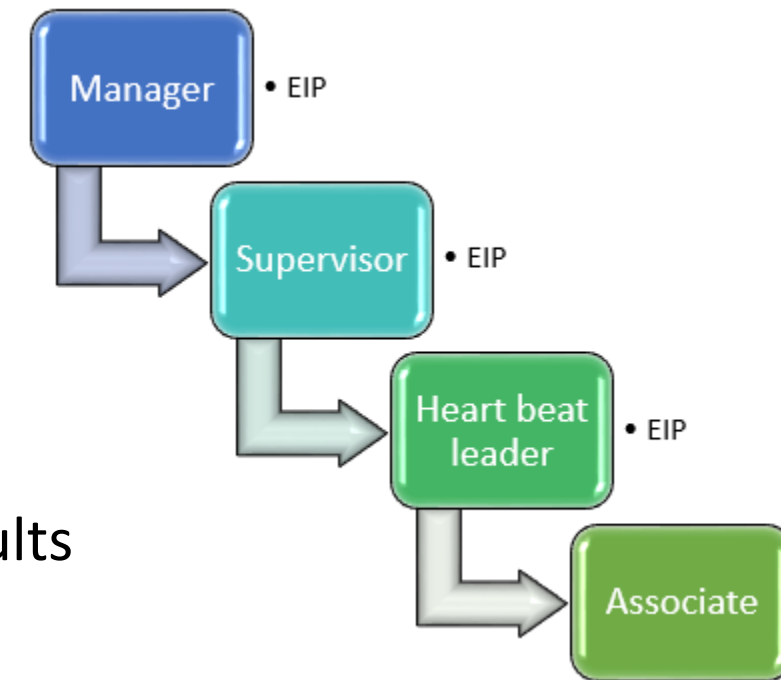 Manager
• EIP
Supervisor
• EIP
Heart beat
leader
• EIP
ults
Associate